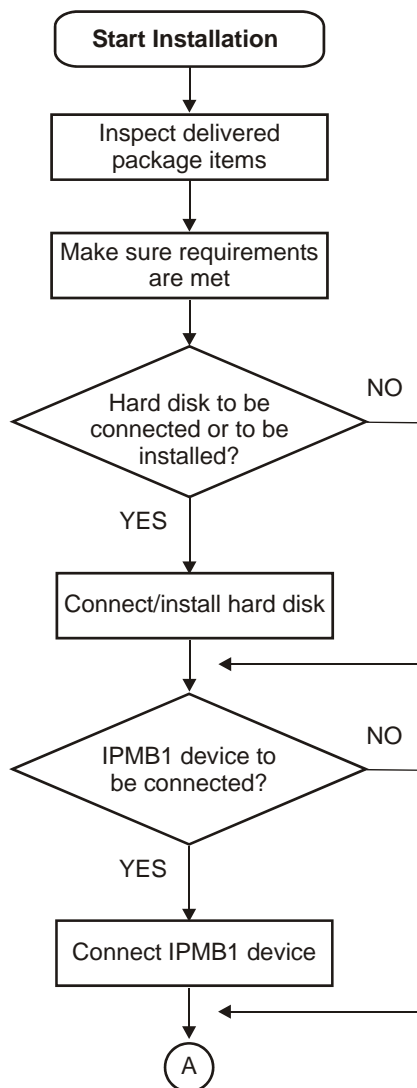 Start Installation
Inspect delivered
package items
Make sure requirements
are met
Hard disk to be
connected or to be
installed?
NO
YES
Connect/install hard disk
IPMB1 device to
be connected?
NO
YES
Connect IPMB1 device
A